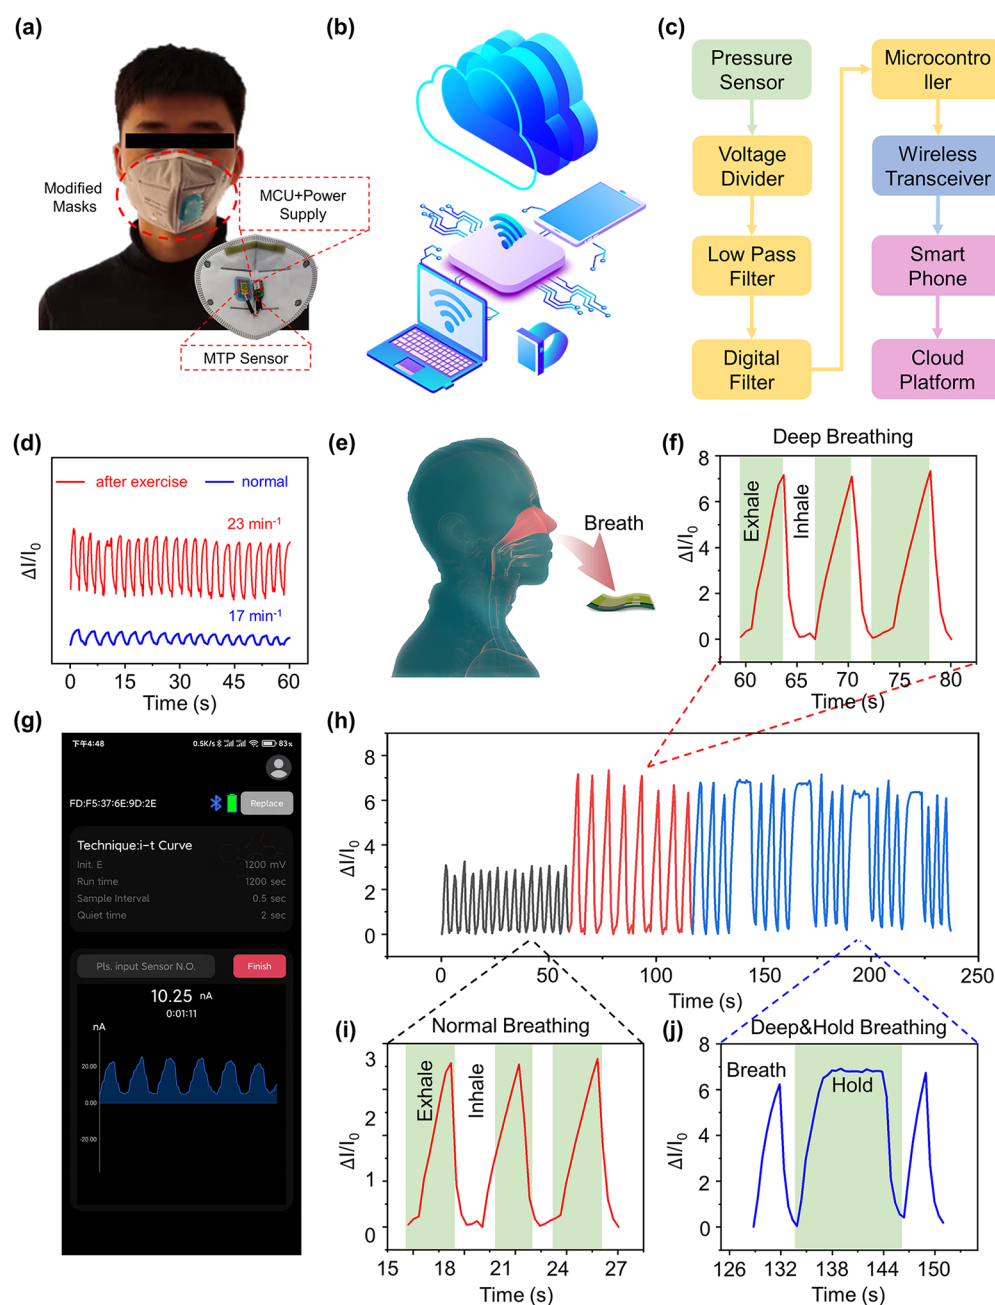 (a)
Modified
Masks
MCU+Power
Supply
MTP Sensor
(b)
(c)
Pressure
Sensor
Voltage
Divider
Low Pass
Filter
Digital
Filter
Microcontro
ller
Wireless
Transceiver
Smart
Phone
Cloud
Platform
(d)
after exercise
normal
23 min⁻¹
17 min⁻¹
ΔI/I₀
0 15 30 45 60
Time (s)
(e)
Breath
(f)
Deep Breathing
8
6
4
2
0
ΔI/I₀
Exhale
Inhale
60 65 70 75 80
Time (s)
(g)
下午4:48
0.5K/s
83%
FD:F5:37:6E:9D:2E
Replace
Technique:i-t Curve
Init. E 1200 mV
Run time 1200 sec
Sample Interval 0.5 sec
Quiet time 2 sec
Pls. input Sensor N.O.
Finish
10.25 nA
0:01:11
nA
20.00
0.00
-20.00
(h)
8
6
4
2
0
ΔI/I₀
0 50 100 150 200 250
Time (s)
(i)
Normal Breathing
3
2
2
1
1
0
ΔI/I₀
Exhale
Inhale
15 18 21 24 27
Time (s)
(j)
Deep&Hold Breathing
8
6
4
2
0
ΔI/I₀
Breath
Hold
126 132 138 144 150
Time (s)